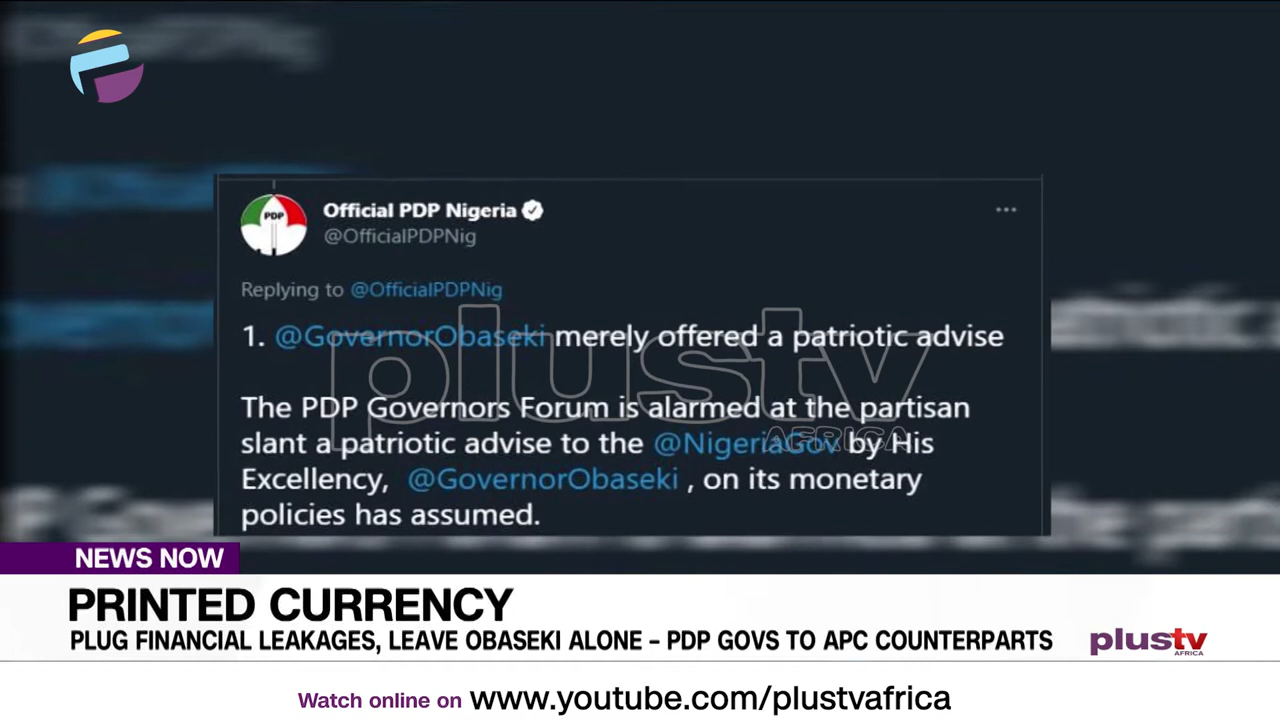 PDP
Official PDP Nigeria
@OfficialPDPNig
Replying to @OfficialPDPNig
1. @GovernorObaseki merely offered a patriotic advise
The PDP Governors Forum is alarmed at the partisan
slant a patriotic advise to the @NigeriaGov by His
Excellency, @GovernorObaseki , on its monetary
policies has assumed.
plustv
AFRICA
NEWS NOW
PRINTED CURRENCY
PLUG FINANCIAL LEAKAGES, LEAVE OBASEKI ALONE – PDP GOVS TO APC COUNTERPARTS
plustv
AFRICA
Watch online on www.youtube.com/plustvafrica